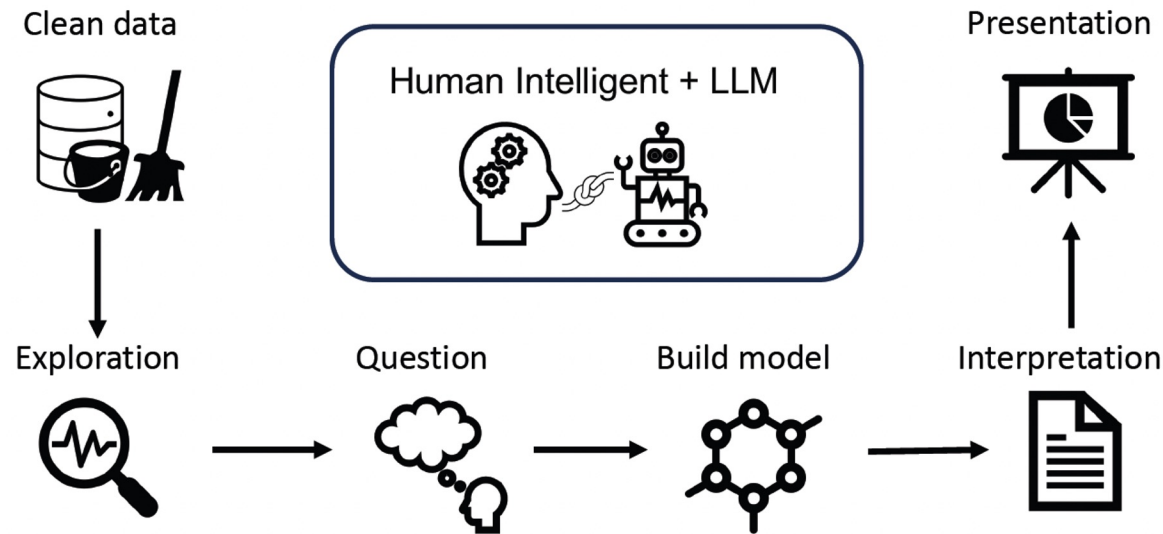 Clean data
Human Intelligent + LLM
Presentation
Exploration
Question
Build model
Interpretation